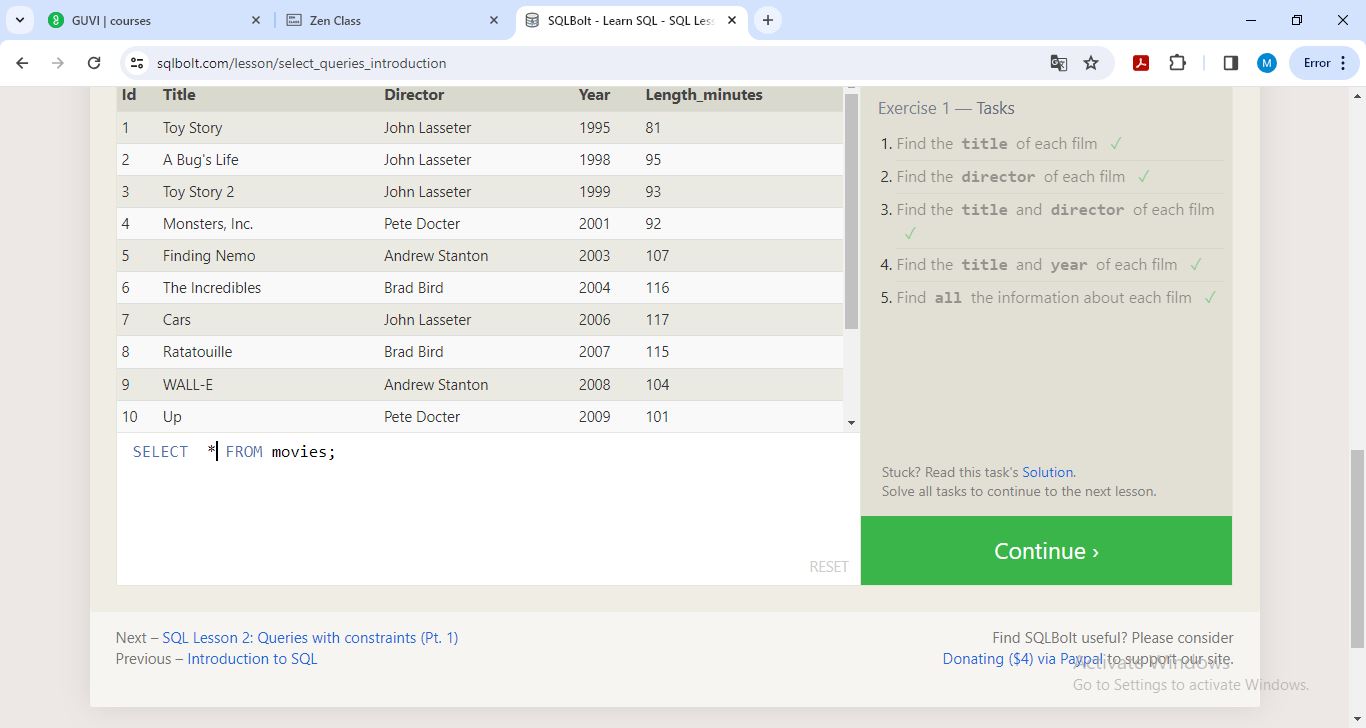 GUVI | courses
Zen Class
SQLBolt - Learn SQL - SQL Les
sqlbolt.com/lesson/select_queries_introduction
M
Error
Id Title Director Year Length_minutes
1 Toy Story John Lasseter 1995 81
2 A Bug's Life John Lasseter 1998 95
3 Toy Story 2 John Lasseter 1999 93
4 Monsters, Inc. Pete Docter 2001 92
5 Finding Nemo Andrew Stanton 2003 107
6 The Incredibles Brad Bird 2004 116
7 Cars John Lasseter 2006 117
8 Ratatouille Brad Bird 2007 115
9 WALL-E Andrew Stanton 2008 104
10 Up Pete Docter 2009 101
SELECT * FROM movies;
RESET
Exercise 1 — Tasks
1. Find the title of each film ✓
2. Find the director of each film ✓
3. Find the title and director of each film
✓
4. Find the title and year of each film ✓
5. Find all the information about each film ✓
Stuck? Read this task's Solution.
Solve all tasks to continue to the next lesson.
Continue ›
Next – SQL Lesson 2: Queries with constraints (Pt. 1)
Previous – Introduction to SQL
Find SQLBolt useful? Please consider
Donating ($4) via Paypal to support our site.
Activate Windows
Go to Settings to activate Windows.